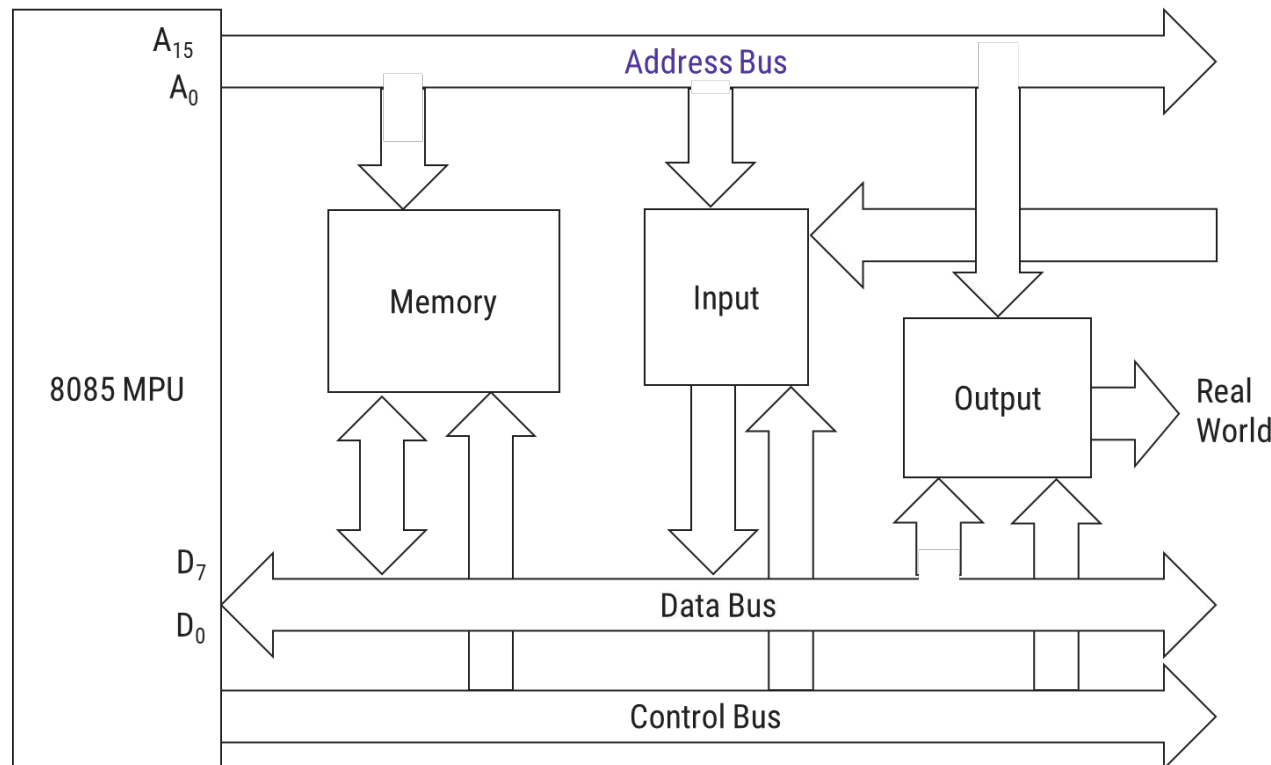 A15
Address Bus
A0
Memory
Input
8085 MPU
Output
Real
World
D7
Data Bus
D0
Control Bus